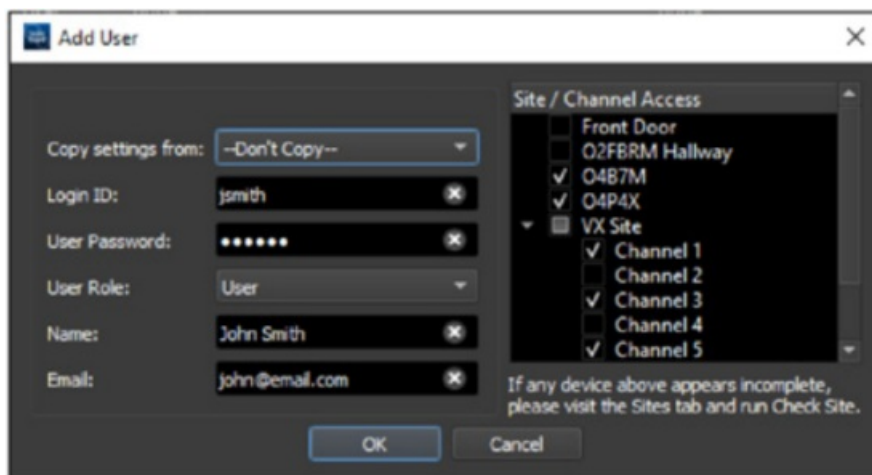 Add User
Copy settings from: --Don't Copy--
Login ID: jsmith
User Password: ••••••
User Role: User
Name: John Smith
Email: john@email.com
Site / Channel Access
Front Door
O2FBRM Hallway
O4B7M
O4P4X
VX Site
Channel 1
Channel 2
Channel 3
Channel 4
Channel 5
If any device above appears incomplete,
please visit the Sites tab and run Check Site.
OK
Cancel